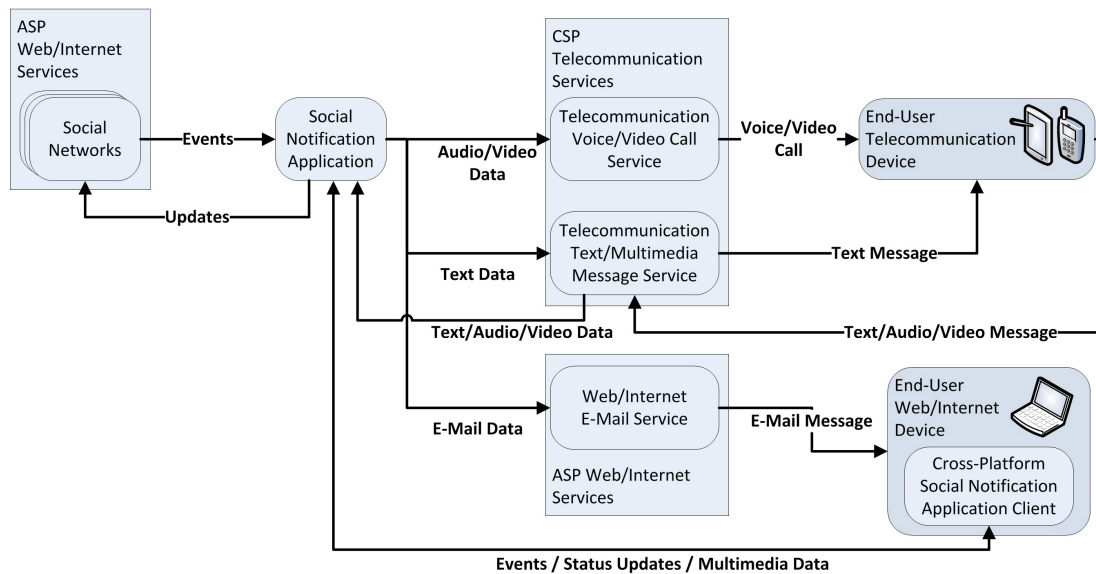 ASP
Web/Internet
Services
Social
Networks
Events
Updates
Social
Notification
Application
Audio/Video
Data
Text Data
Text/Audio/Video Data
E-Mail Data
CSP
Telecommunication
Services
Telecommunication
Voice/Video Call
Service
Telecommunication
Text/Multimedia
Message Service
Web/Internet
E-Mail Service
ASP Web/Internet
Services
Voice/Video
Call
Text Message
Text/Audio/Video Message
E-Mail Message
End-User
Telecommunication
Device
End-User
Web/Internet
Device
Cross-Platform
Social Notification
Application Client
Events / Status Updates / Multimedia Data